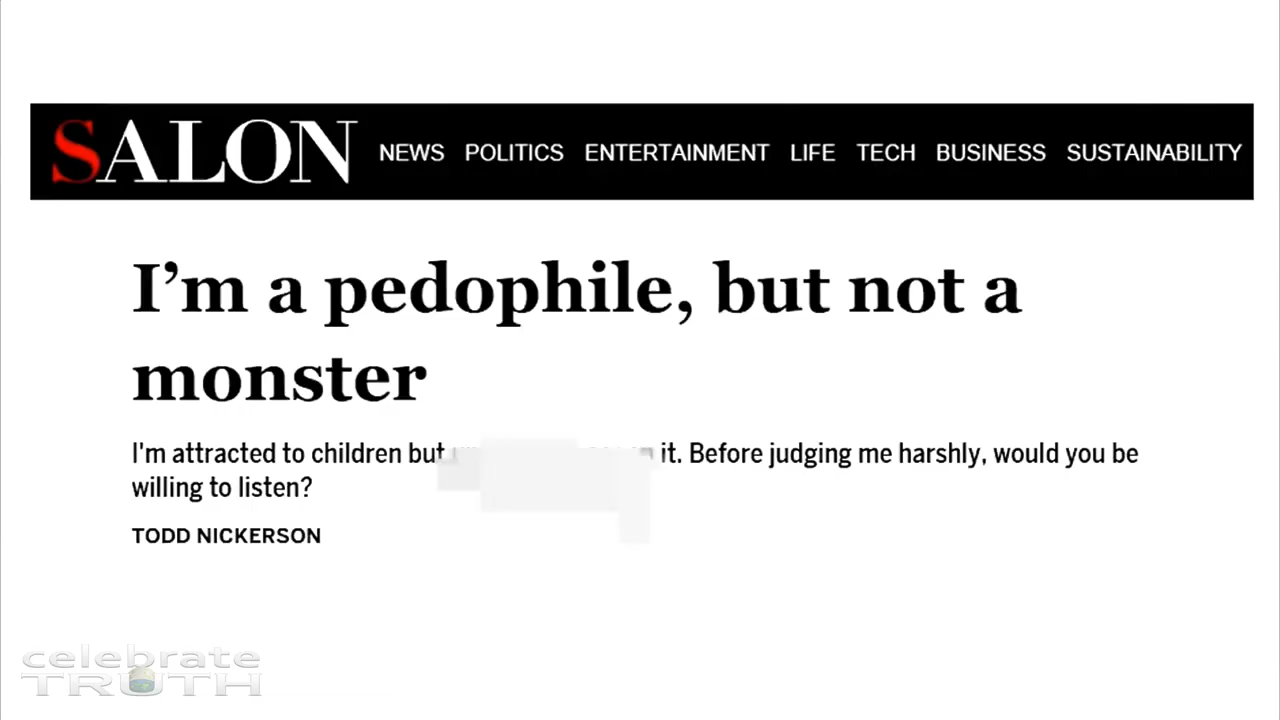 SALON NEWS POLITICS ENTERTAINMENT LIFE TECH BUSINESS SUSTAINABILITY
I’m a pedophile, but not a
monster
I'm attracted to children but it. Before judging me harshly, would you be
willing to listen?
TODD NICKERSON
celebrate
TRUTH